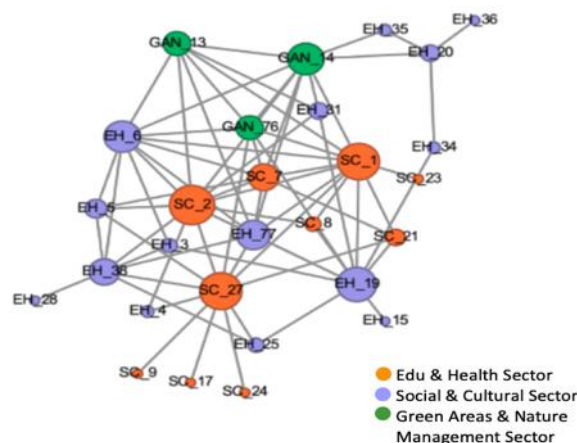 EH_36
EH_35
GAN_13
GAN_14
EH_20
EH_31
GAN_76
EH_6
EH_34
SC_1
SC_7
SC_23
SC_2
EH_5
SC_8
EH_77
SC_21
EH_3
EH_38
EH_19
SC_27
EH_28
EH_4
EH_15
EH_25
SC_9
SC_17
SC_24
Edu & Health Sector
Social & Cultural Sector
Green Areas & Nature
Management Sector